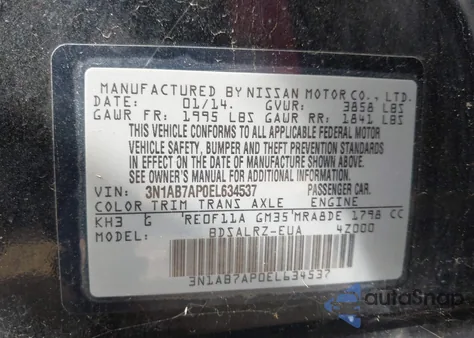 MANUFACTURED BY NISSAN MOTOR CO., LTD.
DATE: 01/14. GVWR: 3858 LBS
GAWR FR: 1995 LBS GAWR RR: 1841 LBS
THIS VEHICLE CONFORMS TO ALL APPLICABLE FEDERAL MOTOR
VEHICLE SAFETY, BUMPER, AND THEFT PREVENTION STANDARDS
IN EFFECT ON THE DATE OF MANUFACTURE SHOWN ABOVE.
SEE OWNER'S MANUAL FOR ADDITIONAL INFORMATION.
VIN: 3N1AB7AP0EL634537 PASSENGER CAR.
COLOR TRIM TRANS AXLE ENGINE
KH3 G 'RE0F11A GM35'MRA8DE 1798 CC
MODEL: BDSALRZ-EUA 4Z000
3N1AB7AP0EL634537
autoSnap